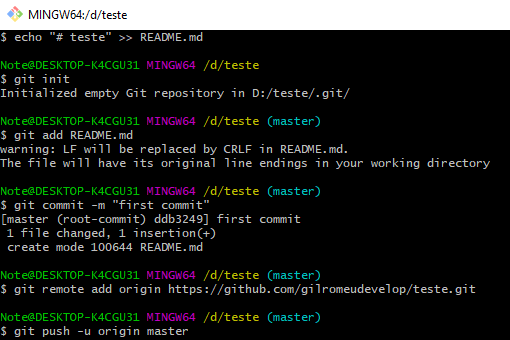 MINGW64:/d/teste
$ echo "# teste" >> README.md
Note@DESKTOP-K4CGU31 MINGW64 /d/teste
$ git init
Initialized empty Git repository in D:/teste/.git/
Note@DESKTOP-K4CGU31 MINGW64 /d/teste (master)
$ git add README.md
warning: LF will be replaced by CRLF in README.md.
The file will have its original line endings in your working directory
Note@DESKTOP-K4CGU31 MINGW64 /d/teste (master)
$ git commit -m "first commit"
[master (root-commit) ddb3249] first commit
 1 file changed, 1 insertion(+)
 create mode 100644 README.md
Note@DESKTOP-K4CGU31 MINGW64 /d/teste (master)
$ git remote add origin https://github.com/gilromeudevelop/teste.git
Note@DESKTOP-K4CGU31 MINGW64 /d/teste (master)
$ git push -u origin master